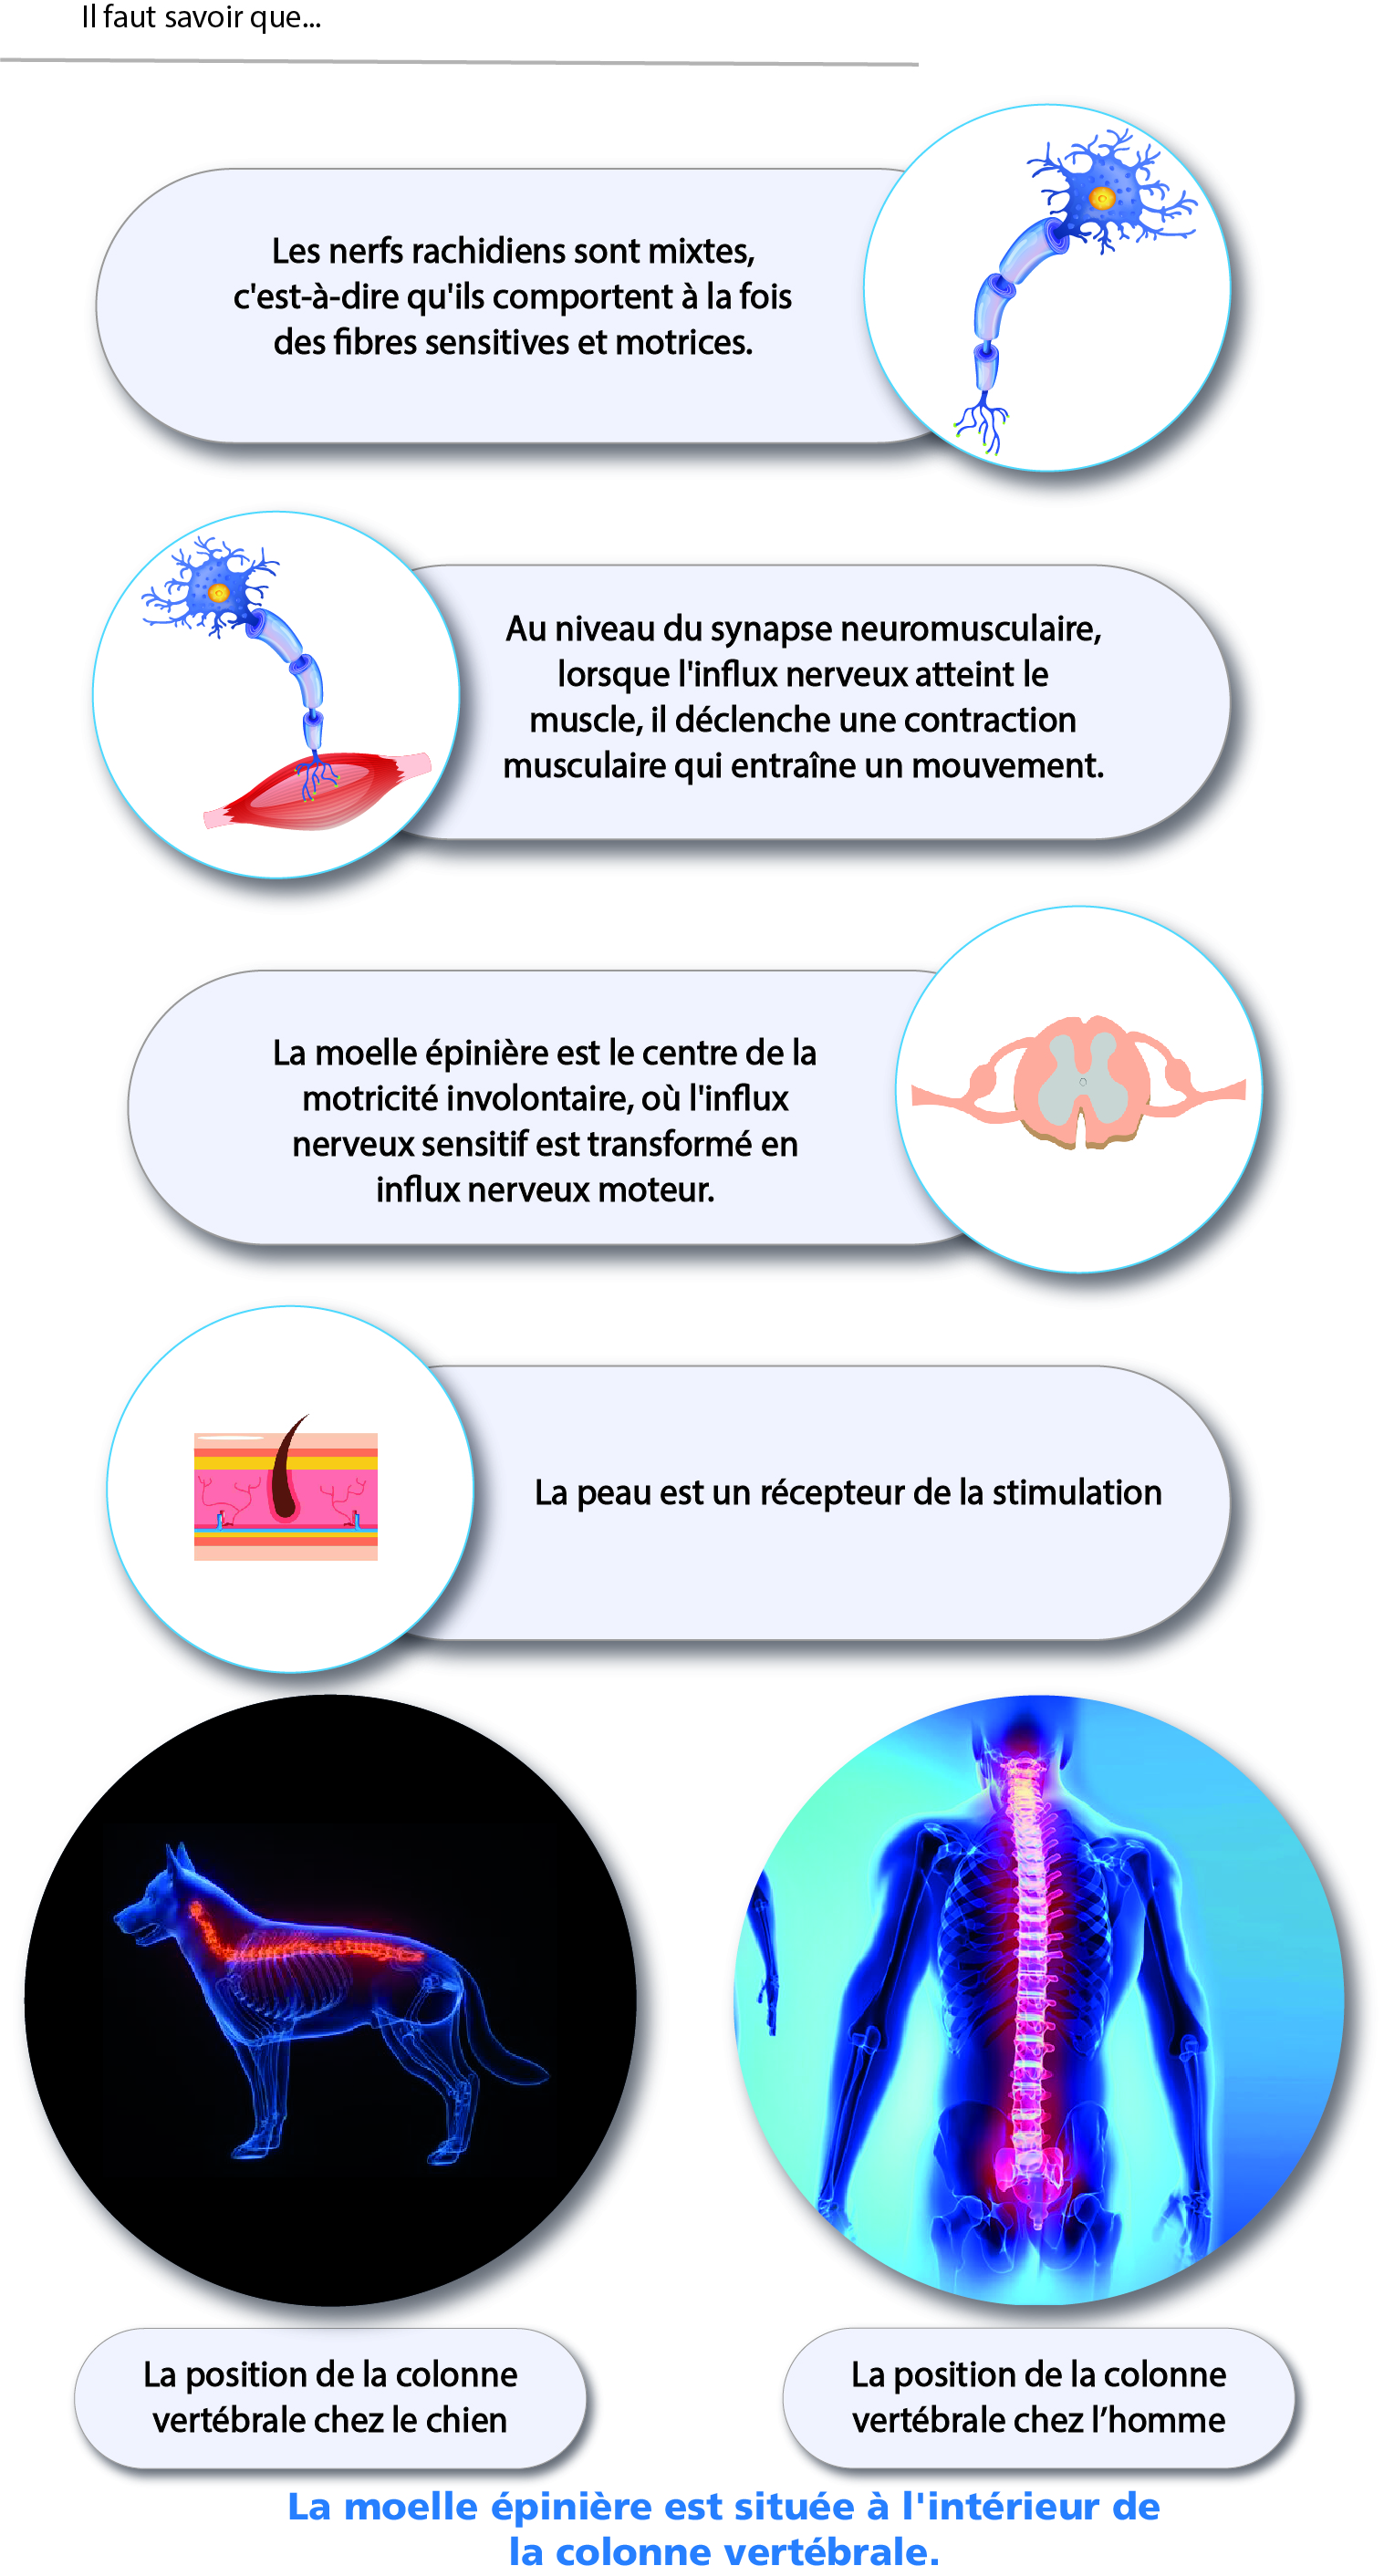 Il faut savoir que...
Les nerfs rachidiens sont mixtes,
c'est-à-dire qu'ils comportent à la fois
des fibres sensitives et motrices.
Au niveau du synapse neuromusculaire,
lorsque l'influx nerveux atteint le
muscle, il déclenche une contraction
musculaire qui entraîne un mouvement.
La moelle épinière est le centre de la
motricité involontaire, où l'influx
nerveux sensitif est transformé en
influx nerveux moteur.
La peau est un récepteur de la stimulation
La position de la colonne
vertébrale chez le chien
La position de la colonne
vertébrale chez l’homme
La moelle épinière est située à l'intérieur de
la colonne vertébrale.